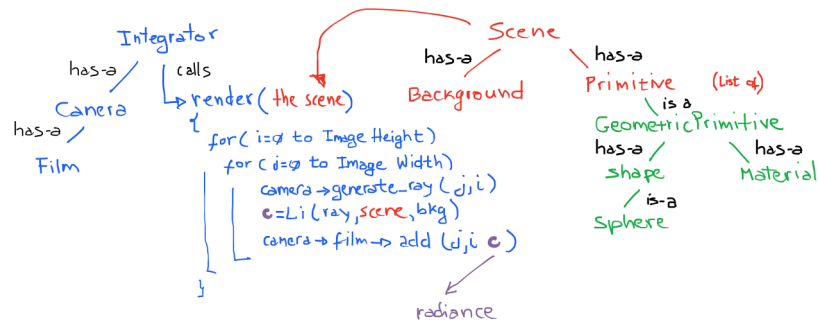 Integrator
has-a
calls
Camera
has-a
Film
render( the scene)
{
for( i=0 to Image Height)
for( j=0 to Image Width)
camera→generate_ray( j,i)
c=Li(ray,scene,bkg)
camera→film→add (j,i c)
}
radiance
Scene
has-a
has-a
Background
Primitive (List of)
is a
GeometricPrimitive
has-a
has-a
shape
Material
is-a
Sphere